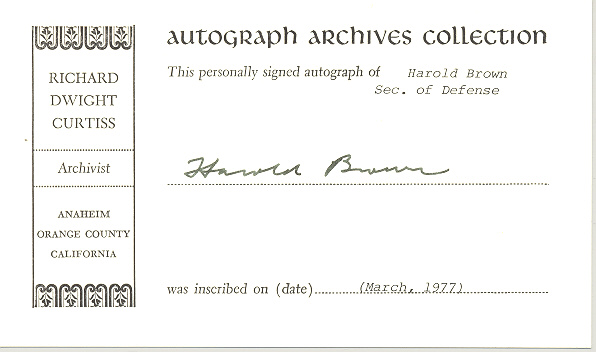 AUTOGRAPH ARCHIVES COLLECTION
RICHARD
DWIGHT
CURTISS
Archivist
ANAHEIM
ORANGE COUNTY
CALIFORNIA
This personally signed autograph of Harold Brown
Sec. of Defense
Harold Brown
was inscribed on (date) (March, 1977)